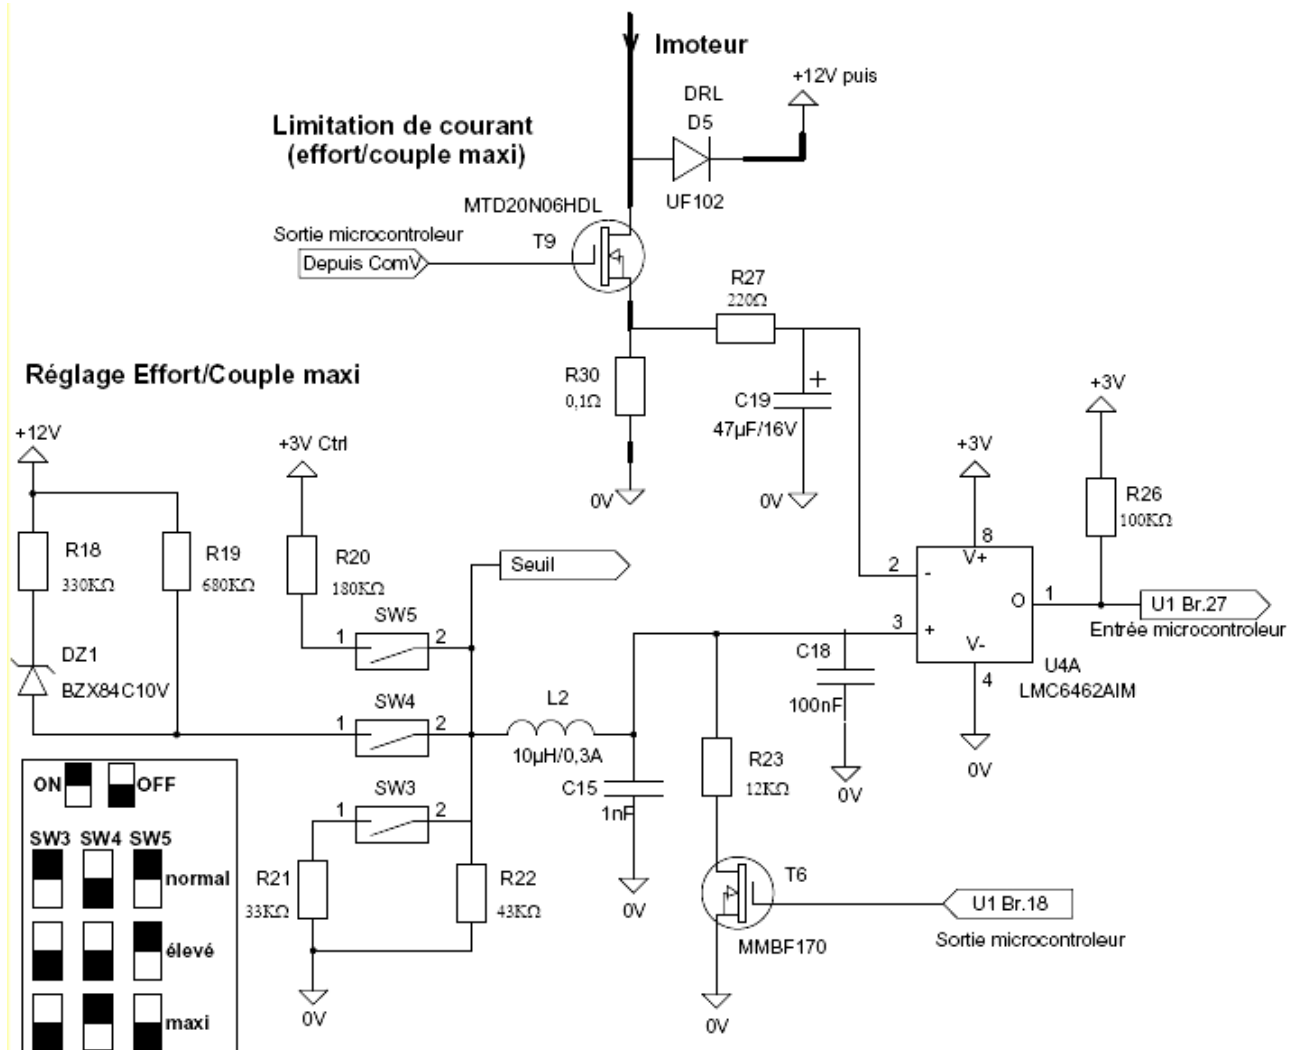 Imoteur
+12V puis
DRL
D5
Limitation de courant
(effort/couple maxi)
UF102
MTD20N06HDL
Sortie microcontroleur
T9
Depuis ComV
R27
220Ω
Réglage Effort/Couple maxi
R30
0,1Ω
+
C19
47µF/16V
+3V
+12V
+3V Ctrl
+3V
0V
0V
R26
100KΩ
R18
330KΩ
R19
680KΩ
R20
180KΩ
Seuil
8
V+
2
-
O
1
U1 Br.27
Entrée microcontroleur
SW5
1
2
3
+
V-
U4A
LMC6462AIM
4
DZ1
BZX84C10V
C18
100nF
SW4
1
2
L2
10µH/0,3A
R23
12KΩ
0V
0V
C15
1nF
ON
OFF
SW3
1
2
SW3 SW4 SW5
normal
R21
33KΩ
R22
43KΩ
0V
T6
U1 Br.18
Sortie microcontroleur
MMBF170
élevé
maxi
0V
0V